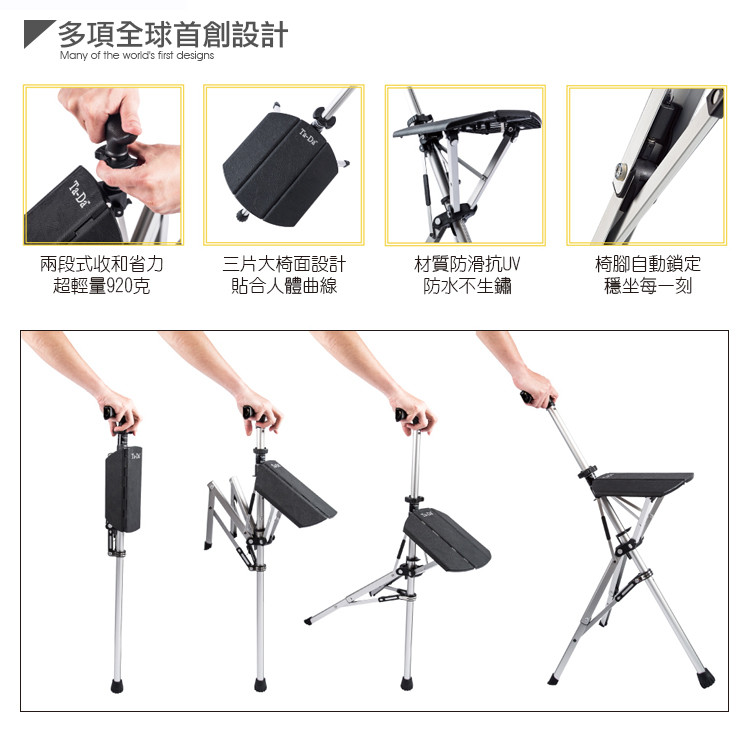 多項全球首創設計
Many of the world's first designs
Ta-Da
Ta-Da
兩段式收和省力
超輕量920克
三片大椅面設計
貼合人體曲線
材質防滑抗UV
防水不生鏽
椅腳自動鎖定
穩坐每一刻
Ta-Da
Ta-Da
Ta-Da